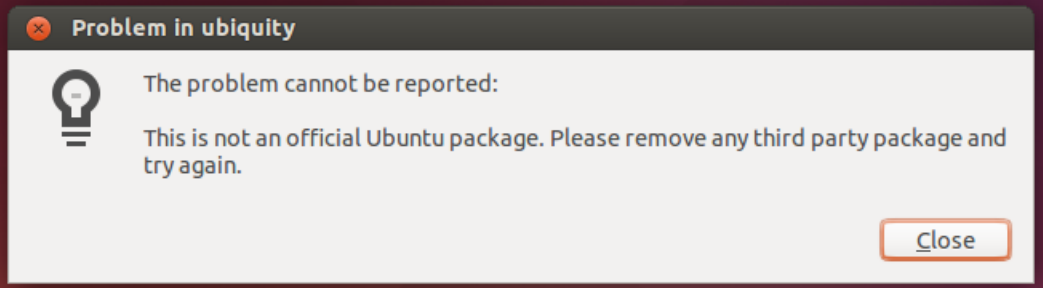 Problem in ubiquity
The problem cannot be reported:
This is not an official Ubuntu package. Please remove any third party package and
try again.
Close